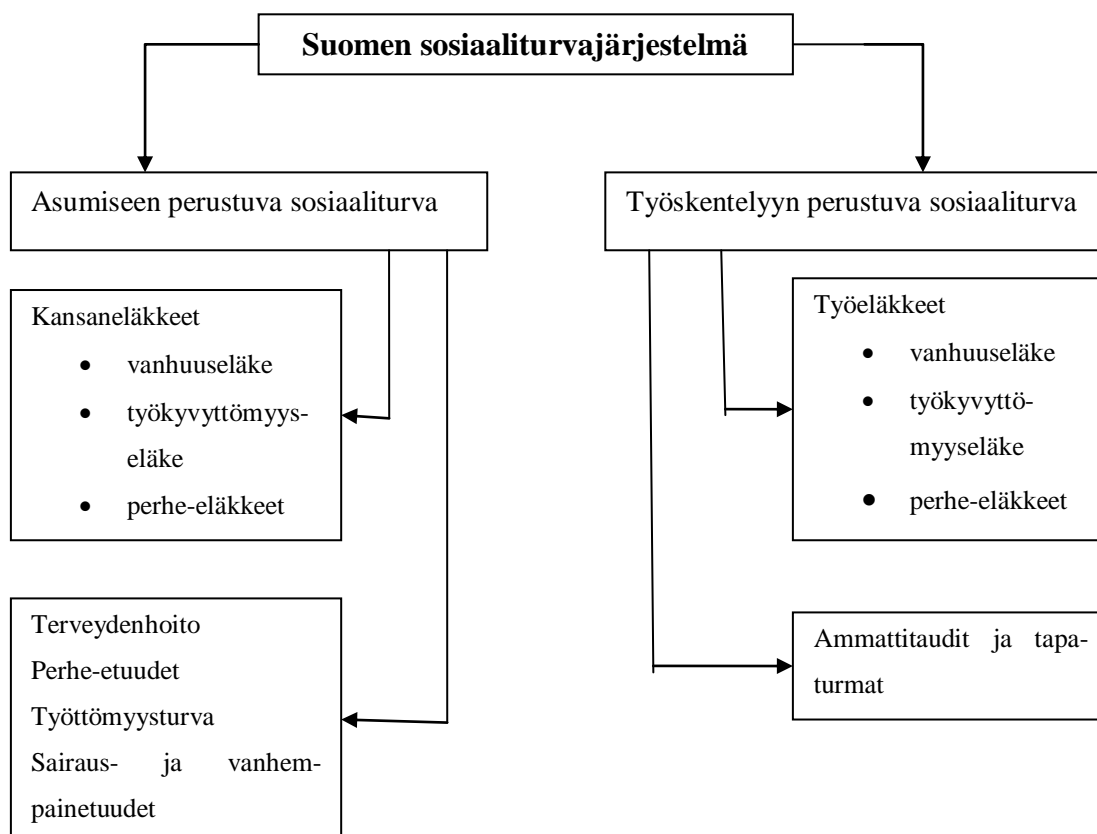 Suomen sosiaaliturvajärjestelmä
Asumiseen perustuva sosiaaliturva
Työskentelyyn perustuva sosiaaliturva
Kansaneläkkeet
• vanhuuseläke
• työkyvyttömyys-
eläke
• perhe-eläkkeet
Työeläkkeet
• vanhuuseläke
• työkyvyttö-
myyseläke
• perhe-eläkkeet
Terveydenhoito
Perhe-etuudet
Työttömyysturva
Sairaus- ja vanhem-
painetuudet
Ammattitaudit ja tapa-
turmat